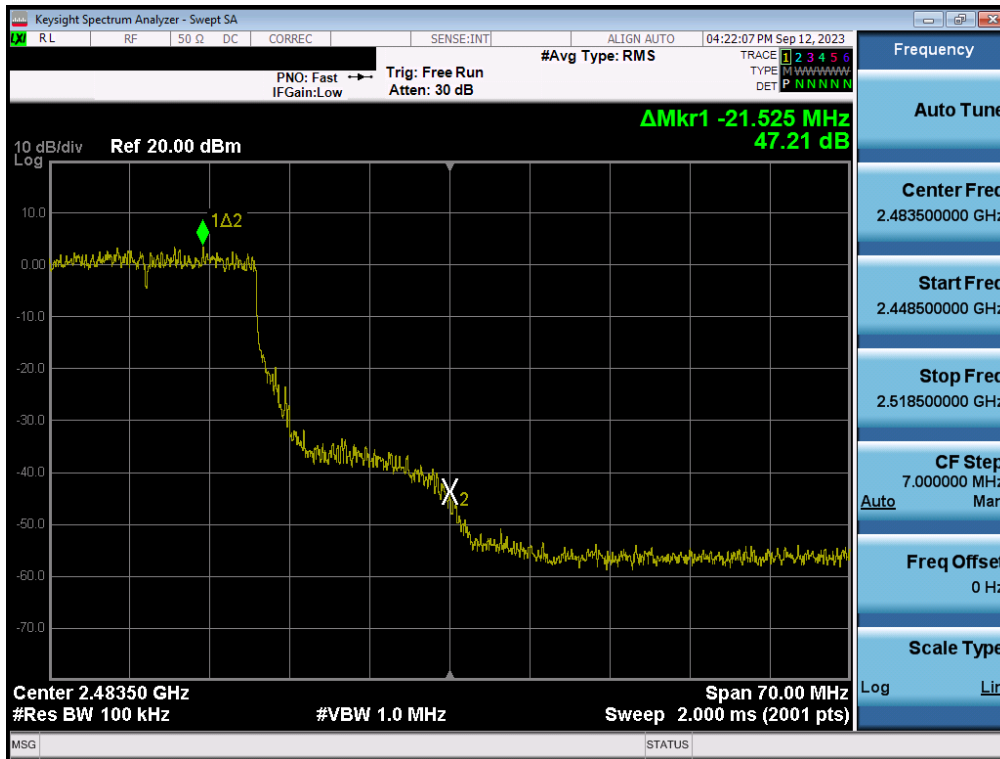 Keysight Spectrum Analyzer - Swept SA
LXI RL RF 50 Ω DC CORREC SENSE:INT ALIGN AUTO 04:22:07 PM Sep 12, 2023
#Avg Type: RMS TRACE 1 2 3 4 5 6
PNO: Fast Trig: Free Run TYPE M WWWWW
IFGain:Low Atten: 30 dB DET P N N N N N
ΔMkr1 -21.525 MHz
47.21 dB
10 dB/div Ref 20.00 dBm
Log
1Δ2
10.0
0.00
-10.0
-20.0
-30.0
-40.0
2
-50.0
-60.0
-70.0
Center 2.48350 GHz Span 70.00 MHz
#Res BW 100 kHz #VBW 1.0 MHz Sweep 2.000 ms (2001 pts)
MSG STATUS
Frequency
Auto Tune
Center Freq
2.483500000 GHz
Start Freq
2.448500000 GHz
Stop Freq
2.518500000 GHz
CF Step
7.000000 MHz
Auto Man
Freq Offset
0 Hz
Scale Type
Log Lin